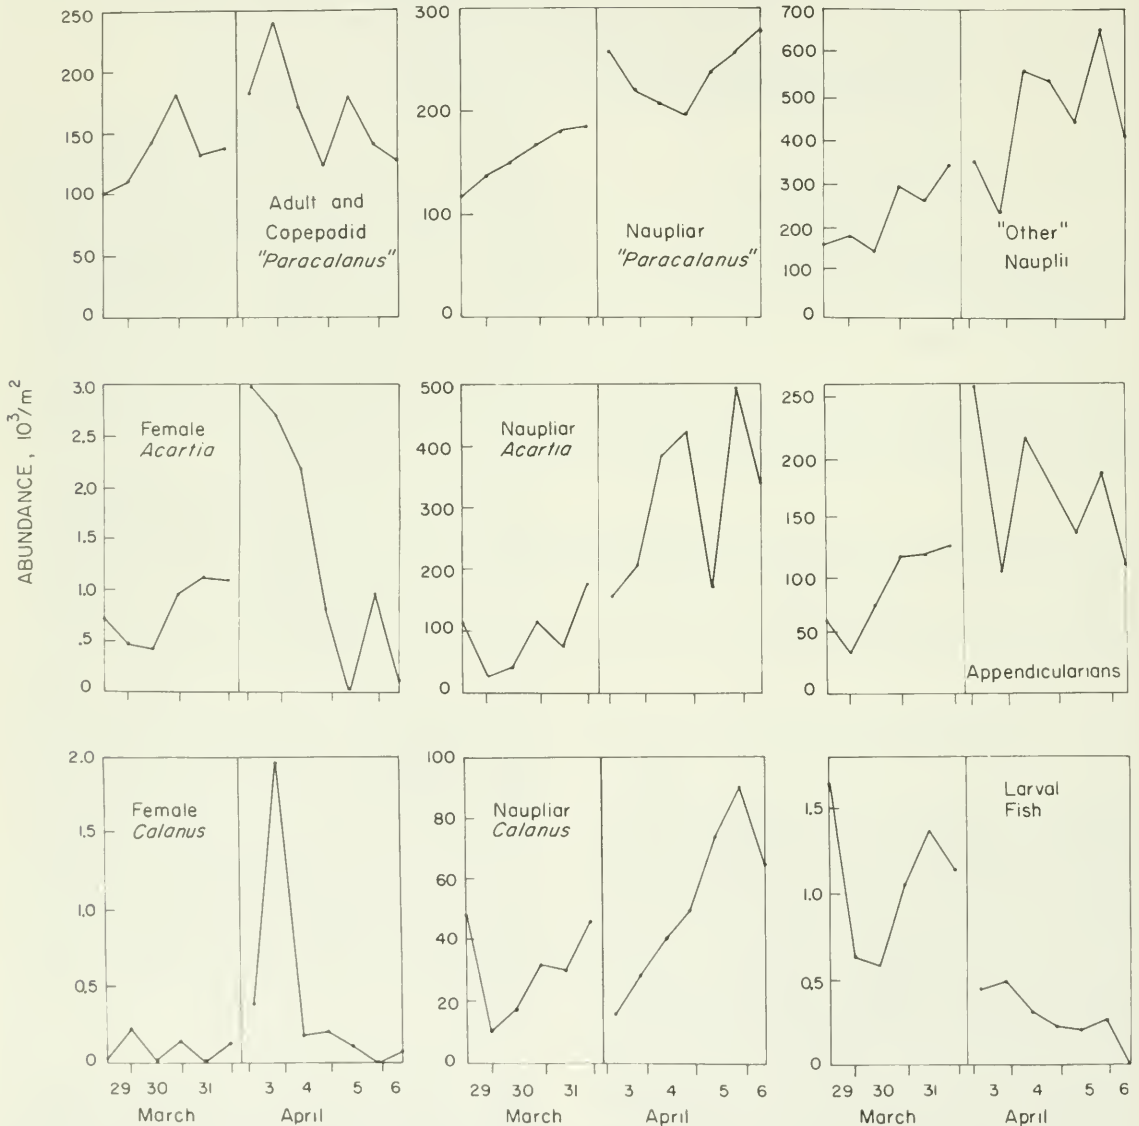 ABUNDANCE, 10³/m²
250
200
150
100
50
0
Adult and
Copepodid
"Paracalanus"
300
200
100
0
Naupliar
"Paracalanus"
700
600
500
400
300
200
100
0
"Other"
Nauplii
3.0
2.5
2.0
1.5
1.0
.5
0
Female
Acartia
500
400
300
200
100
0
Naupliar
Acartia
250
200
150
100
50
0
Appendicularians
2.0
1.5
1.0
0.5
0
Female
Calanus
100
80
60
40
20
0
Naupliar
Calanus
1.5
1.0
0.5
0
Larval
Fish
29 30 31 3 4 5 6
March April
29 30 31 3 4 5 6
March April
29 30 31 3 4 5 6
March April